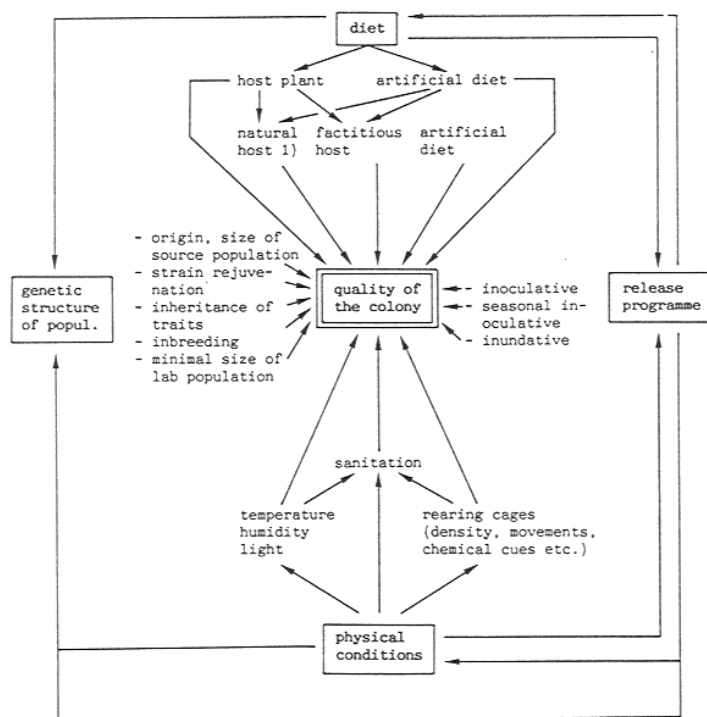 diet
host plant
artificial diet
natural
host 1)
factitious
host
artificial
diet
- origin, size of
source population
- strain rejuve-
nation
- inheritance of
traits
- inbreeding
- minimal size of
lab population
genetic
structure
of popul.
quality of
the colony
- inoculative
- seasonal in-
oculative
- inundative
release
programme
sanitation
temperature
humidity
light
rearing cages
(density, movements,
chemical cues etc.)
physical
conditions